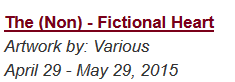 The (Non) - Fictional Heart
Artwork by: Various
April 29 - May 29, 2015